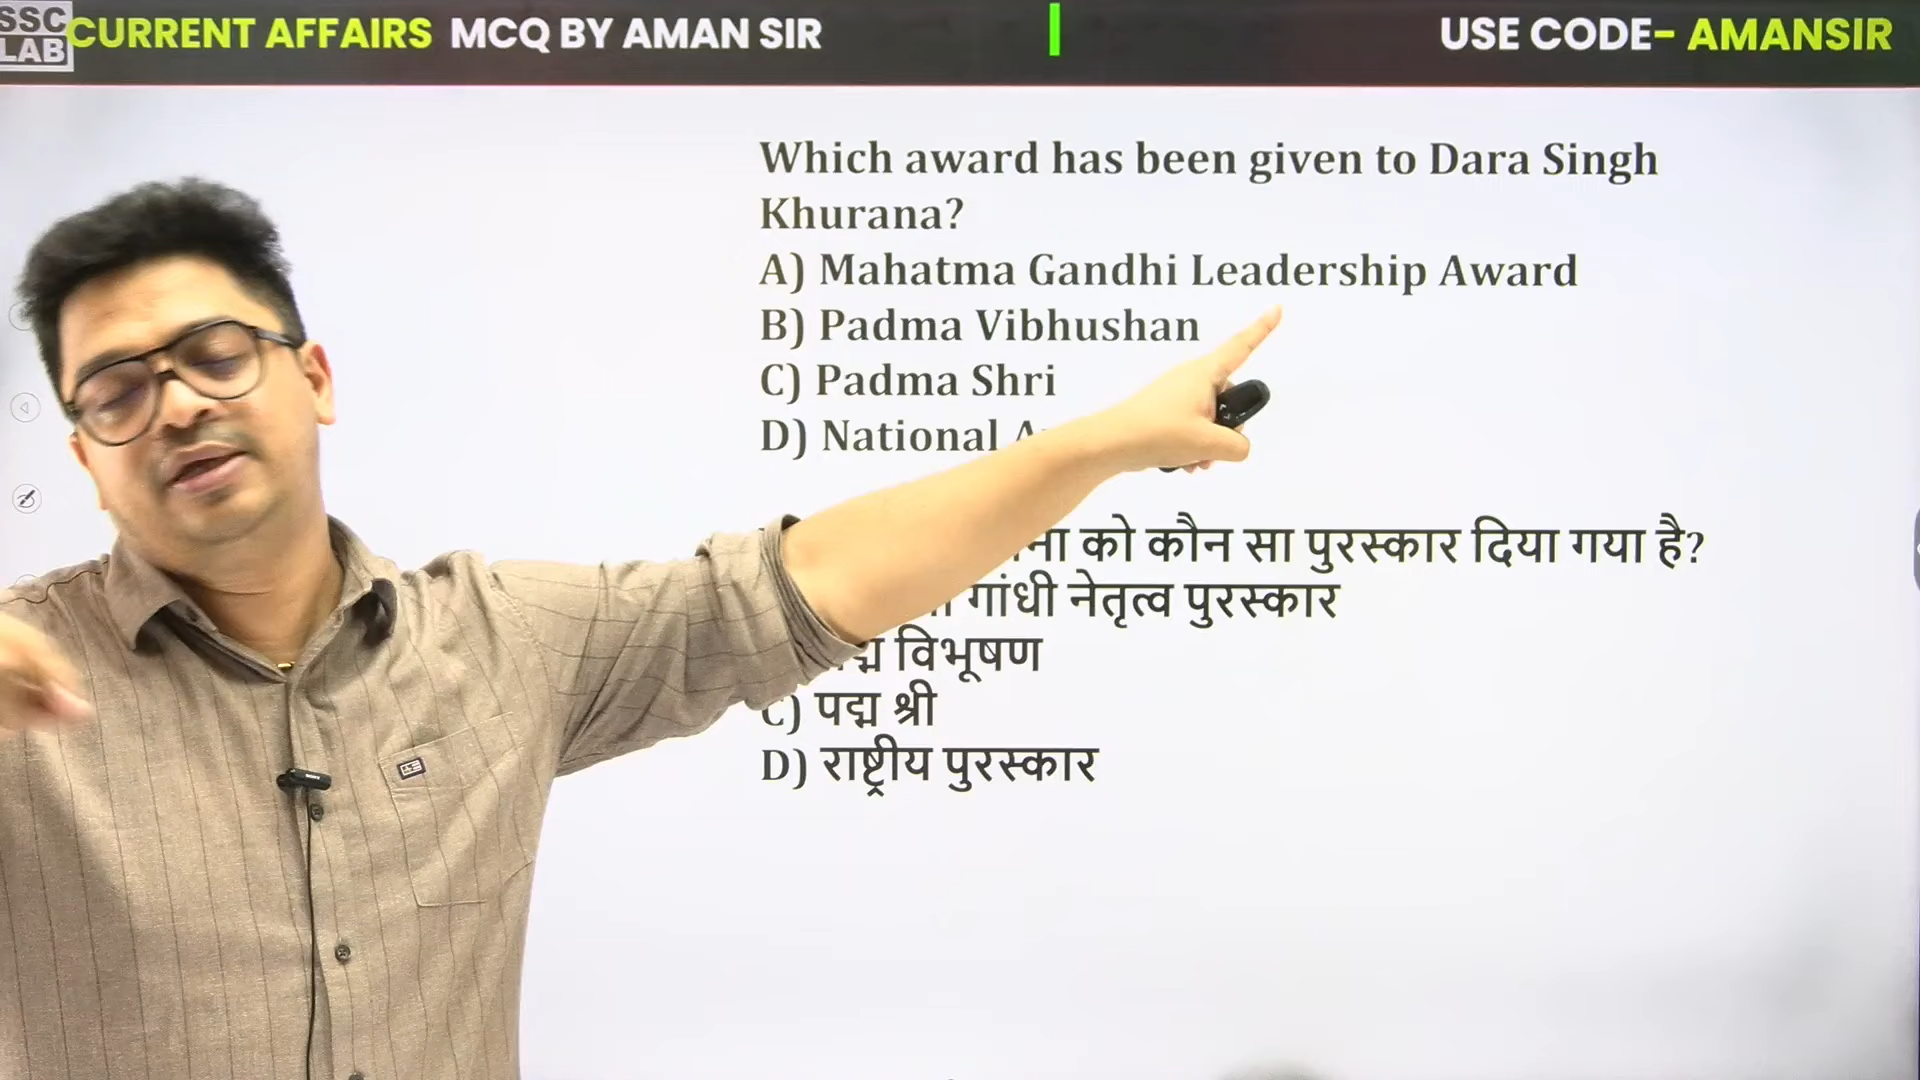 SSC
LAB
CURRENT AFFAIRS MCQ BY AMAN SIR
USE CODE- AMANSIR
Which award has been given to Dara Singh
Khurana?
A) Mahatma Gandhi Leadership Award
B) Padma Vibhushan
C) Padma Shri
D) National
को कौन सा पुरस्कार दिया गया है?
गांधी नेतृत्व पुरस्कार
विभूषण
C) पद्म श्री
D) राष्ट्रीय पुरस्कार